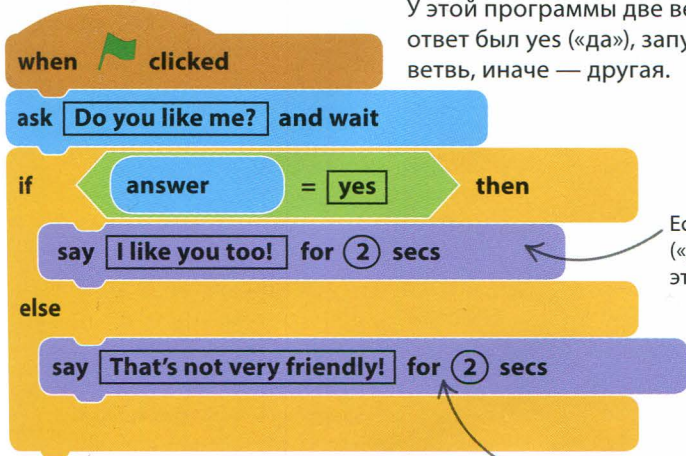 У этой программы две
ответ был yes («да»),
ветвь, иначе — другая.
when clicked
ask Do you like me? and wait
if answer = yes then
say I like you too! for 2 secs
else
say That's not very friendly! for 2 secs